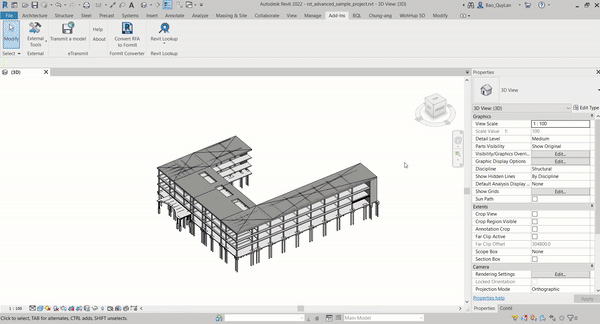 Autodesk Revit 2022 - rst_advanced_sample_project.rvt - 3D View: {3D}
Bao_QuyLan
File Architecture Structure Steel Precast Systems Insert Annotate Analyze Massing & Site Collaborate View Manage Add-Ins BQL Chung-ang WohHup SD Modify
Modify
External Tools
Transmit a model
Help
About
Convert RFA to FormIt
Revit Lookup
Select External eTransmit FormIt Converter Revit Lookup
{3D}
Properties
3D View
3D View: {3D} Edit Type
Graphics
View Scale 1 : 100
Scale Value 1: 100
Detail Level Medium
Parts Visibility Show Original
Visibility/Graphics Overri... Edit...
Graphic Display Options Edit...
Discipline Structural
Show Hidden Lines By Discipline
Default Analysis Display ... None
Show Grids Edit...
Sun Path
Extents
Crop View
Crop Region Visible
Annotation Crop
Far Clip Active
Far Clip Offset 304800.0
Scope Box None
Section Box
Camera
Rendering Settings Edit...
Locked Orientation
Projection Mode Orthographic
Properties help Apply
1 : 100
Properties
Click to select, TAB for alternates, CTRL adds, SHIFT unselects.
Main Model